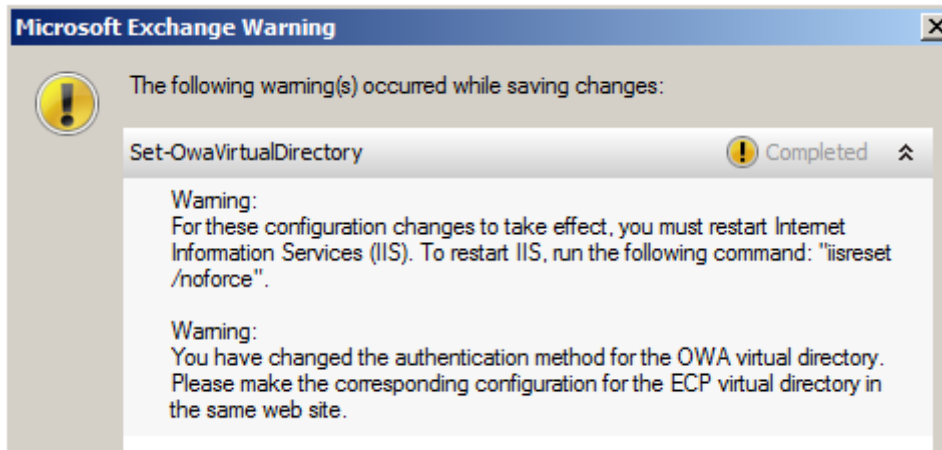 Microsoft Exchange Warning
The following warning(s) occurred while saving changes:
Set-OwaVirtualDirectory
Completed
Warning:
For these configuration changes to take effect, you must restart Internet
Information Services (IIS). To restart IIS, run the following command: "iisreset
/noforce".
Warning:
You have changed the authentication method for the OWA virtual directory.
Please make the corresponding configuration for the ECP virtual directory in
the same web site.